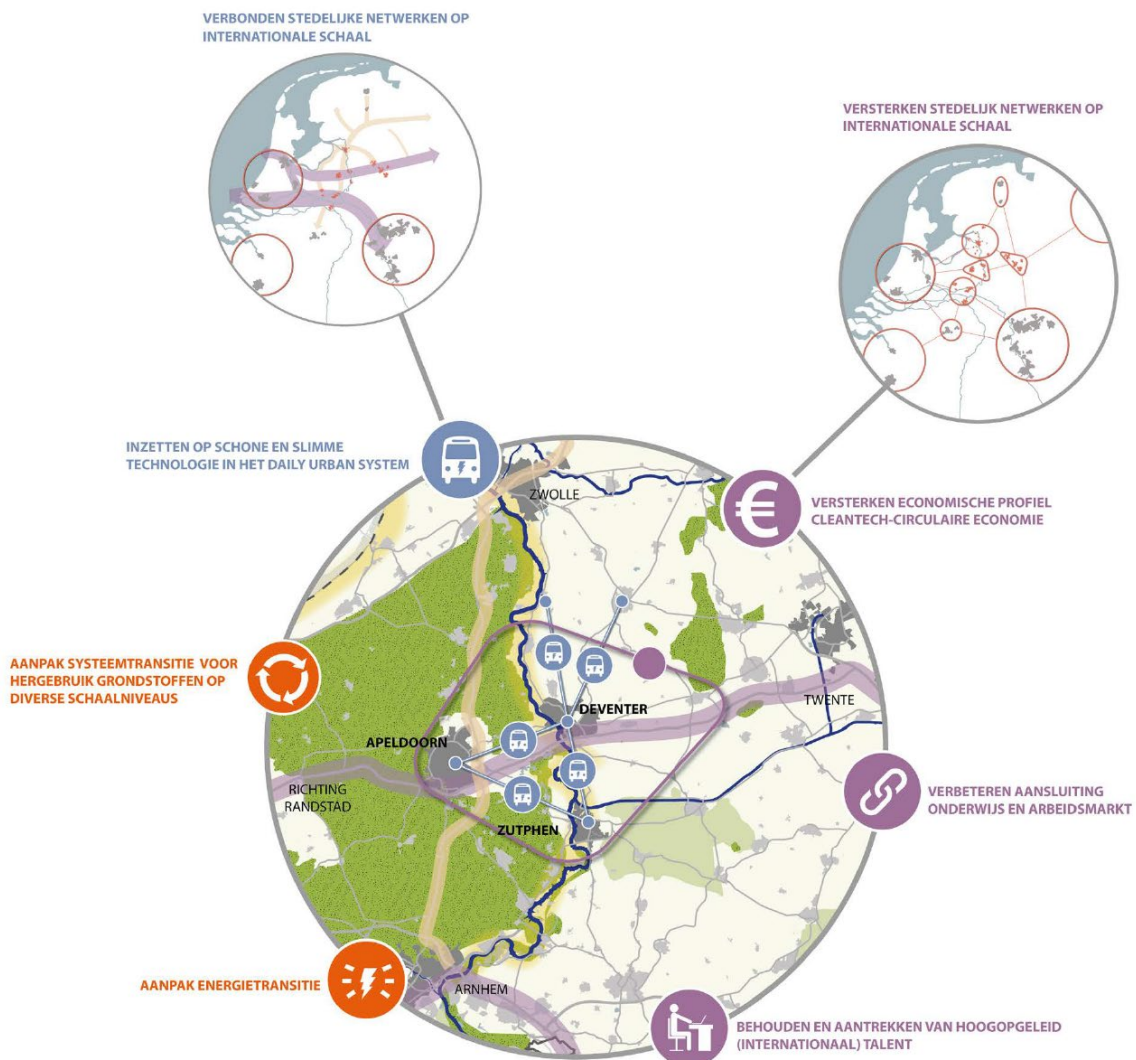 VERBONDEN STEDELIJKE NETWERKEN OP
INTERNATIONALE SCHAAL
VERSTERKEN STEDELIJK NETWERKEN OP
INTERNATIONALE SCHAAL
INZETTEN OP SCHONE EN SLIMME
TECHNOLOGIE IN HET DAILY URBAN SYSTEM
ZWOLLE
€
VERSTERKEN ECONOMISCHE PROFIEL
CLEANTECH-CIRCULAIRE ECONOMIE
AANPAK SYSTEEMTRANSITIE VOOR
HERGEBRUIK GRONDSTOFFEN OP
DIVERSE SCHAALNIVEAUS
TWENTE
DEVENTER
APELDOORN
RICHTING
RANDSTAD
VERBETEREN AANSLUITING
ONDERWIJS EN ARBEIDSMARKT
ZUTPHEN
AANPAK ENERGIETRANSITIE
ARNHEM
BEHOUDEN EN AANTREKKEN VAN HOOGOPGELEID
(INTERNATIONAAL) TALENT